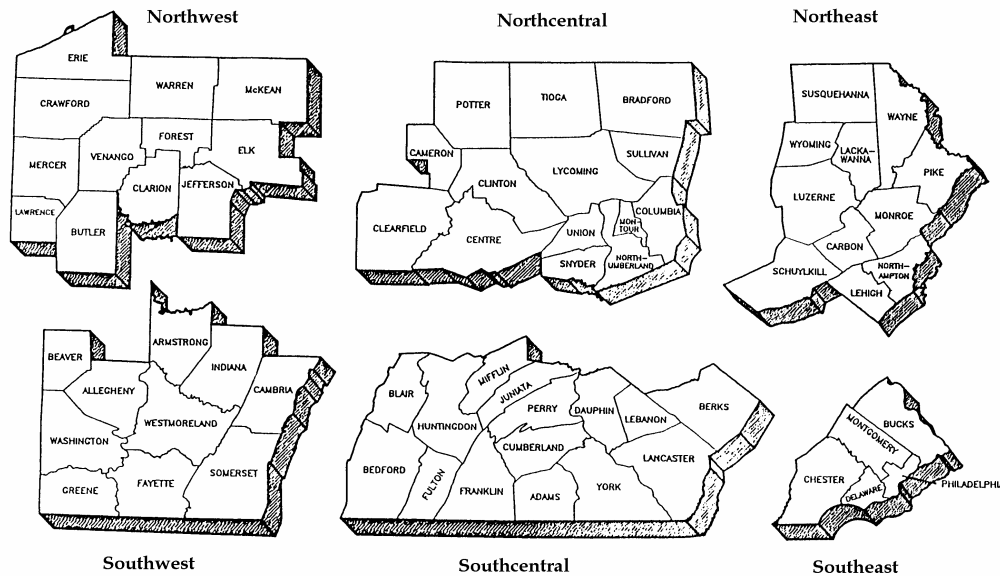 Northwest
ERIE
WARREN
McKEAN
CRAWFORD
FOREST
VENANGO
ELK
MERCER
CLARION
JEFFERSON
LAWRENCE
BUTLER
Northcentral
POTTER
TIOGA
BRADFORD
CAMERON
SULLIVAN
LYCOMING
CLINTON
COLUMBIA
MON-
TOUR
CLEARFIELD
UNION
CENTRE
SNYDER
NORTH-
UMBERLAND
Northeast
SUSQUEHANNA
WAYNE
WYOMING
LACKA-
WANNA
PIKE
LUZERNE
MONROE
CARBON
SCHUYLKILL
NORTH-
AMPTON
LEHIGH
ARMSTRONG
BEAVER
INDIANA
ALLEGHENY
CAMBRIA
WESTMORELAND
WASHINGTON
SOMERSET
FAYETTE
GREENE
Southwest
MIFFLIN
BLAIR
JUNIATA
PERRY
DAUPHIN
BERKS
LEBANON
HUNTINGDON
CUMBERLAND
LANCASTER
BEDFORD
FULTON
FRANKLIN
ADAMS
YORK
Southcentral
BUCKS
MONTGOMERY
CHESTER
DELAWARE
PHILADELPHI
Southeast